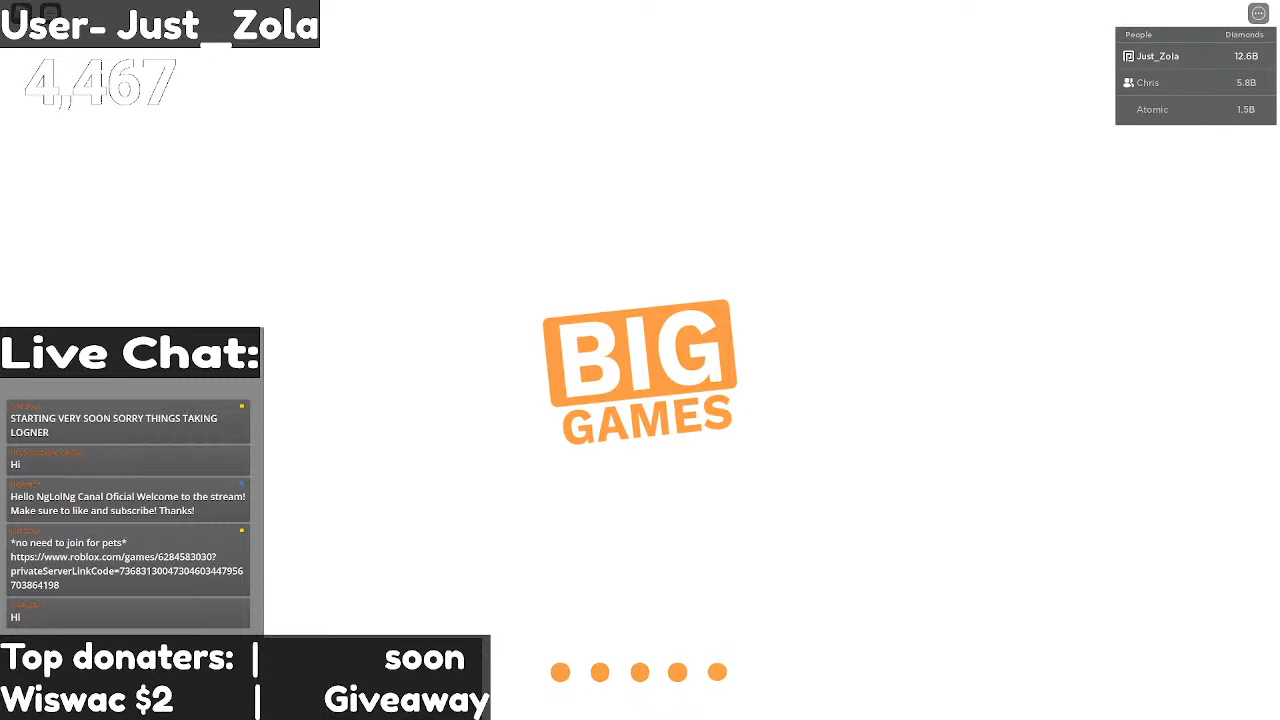 User- Just_Zola
4,467
People Diamonds
Just_Zola 12.6B
Chris 5.8B
Atomic 1.5B
BIG
GAMES
Live Chat:
STARTING VERY SOON SORRY THINGS TAKING
LOGNER
Hi
Hello NgLolNg Canal Oficial Welcome to the stream!
Make sure to like and subscribe! Thanks!
*no need to join for pets*
https://www.roblox.com/games/6284583030?
privateServerLinkCode=73683130047304603447956
703864198
Hi
Top donaters: | soon
Wiswac $2 | Giveaway